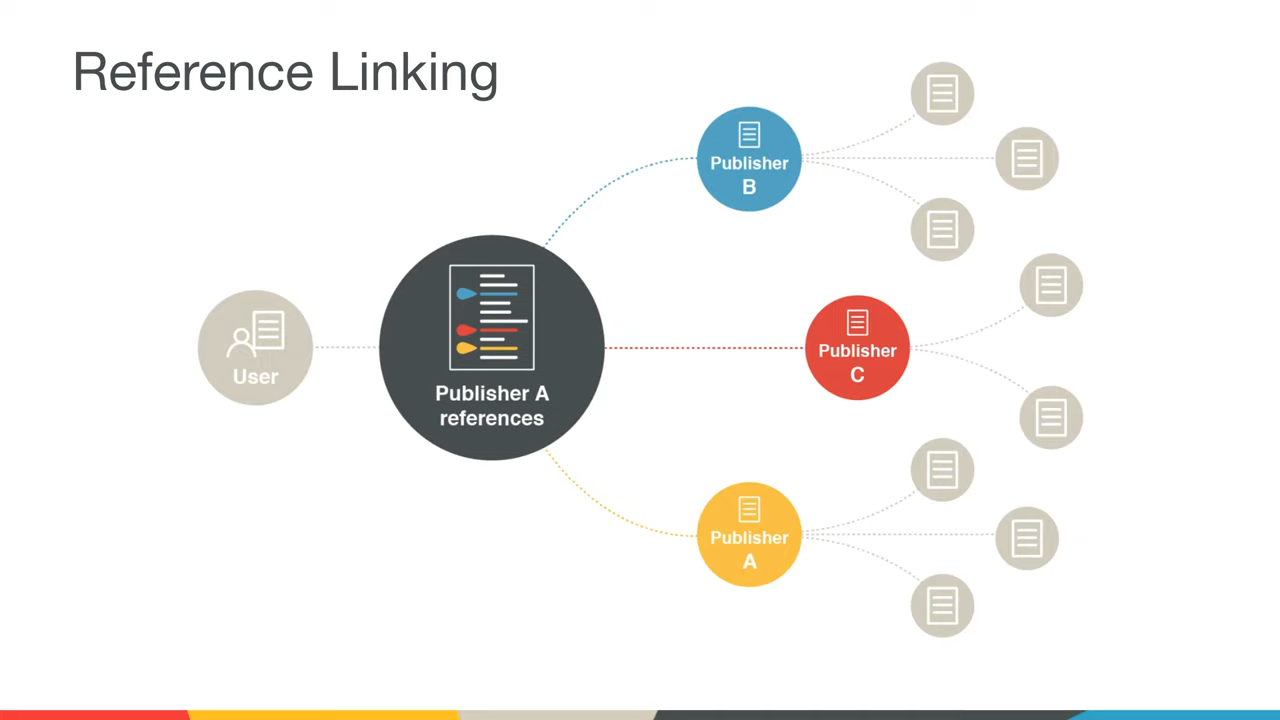 Reference Linking
Publisher
B
User
Publisher A
references
Publisher
C
Publisher
A